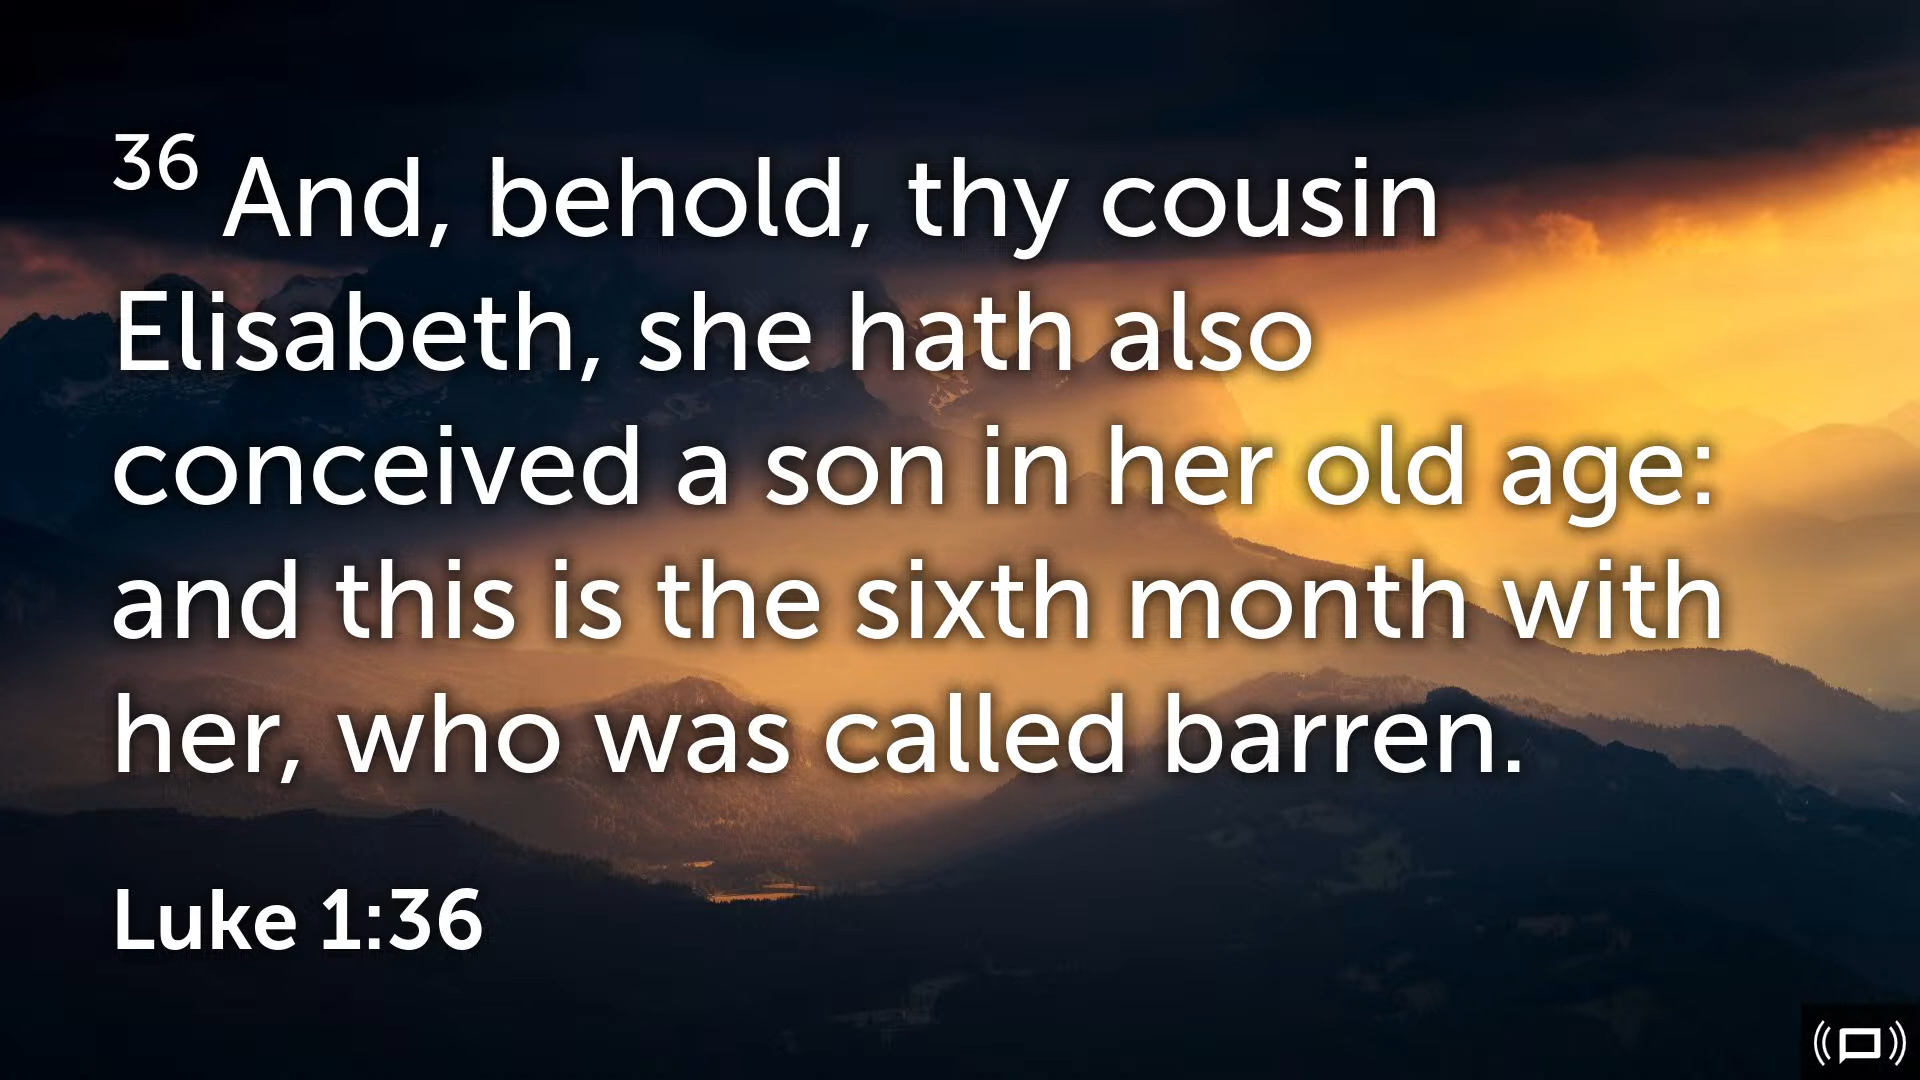 36 And, behold, thy cousin
Elisabeth, she hath also
conceived a son in her old age:
and this is the sixth month with
her, who was called barren.
Luke 1:36